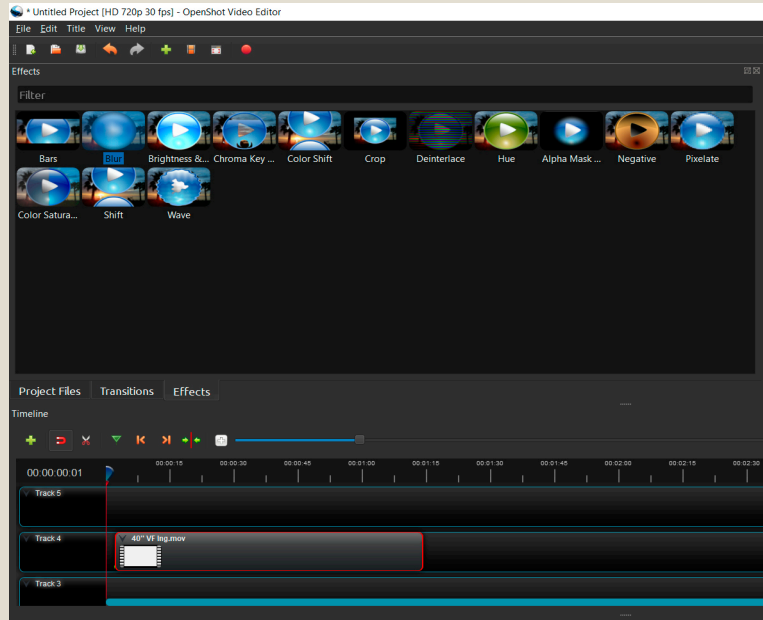 * Untitled Project [HD 720p 30 fps] - OpenShot Video Editor
File Edit Title View Help
Effects
Filter
Bars Blur Brightness &... Chroma Key ... Color Shift Crop Deinterlace Hue Alpha Mask ... Negative Pixelate
Color Satura... Shift Wave
Project Files Transitions Effects
Timeline
00:00:00:01 00:00:15 00:00:30 00:00:45 00:01:00 00:01:15 00:01:30 00:01:45 00:02:00 00:02:15 00:02:30
Track 5
Track 4 40" VF Ing.mov
Track 3